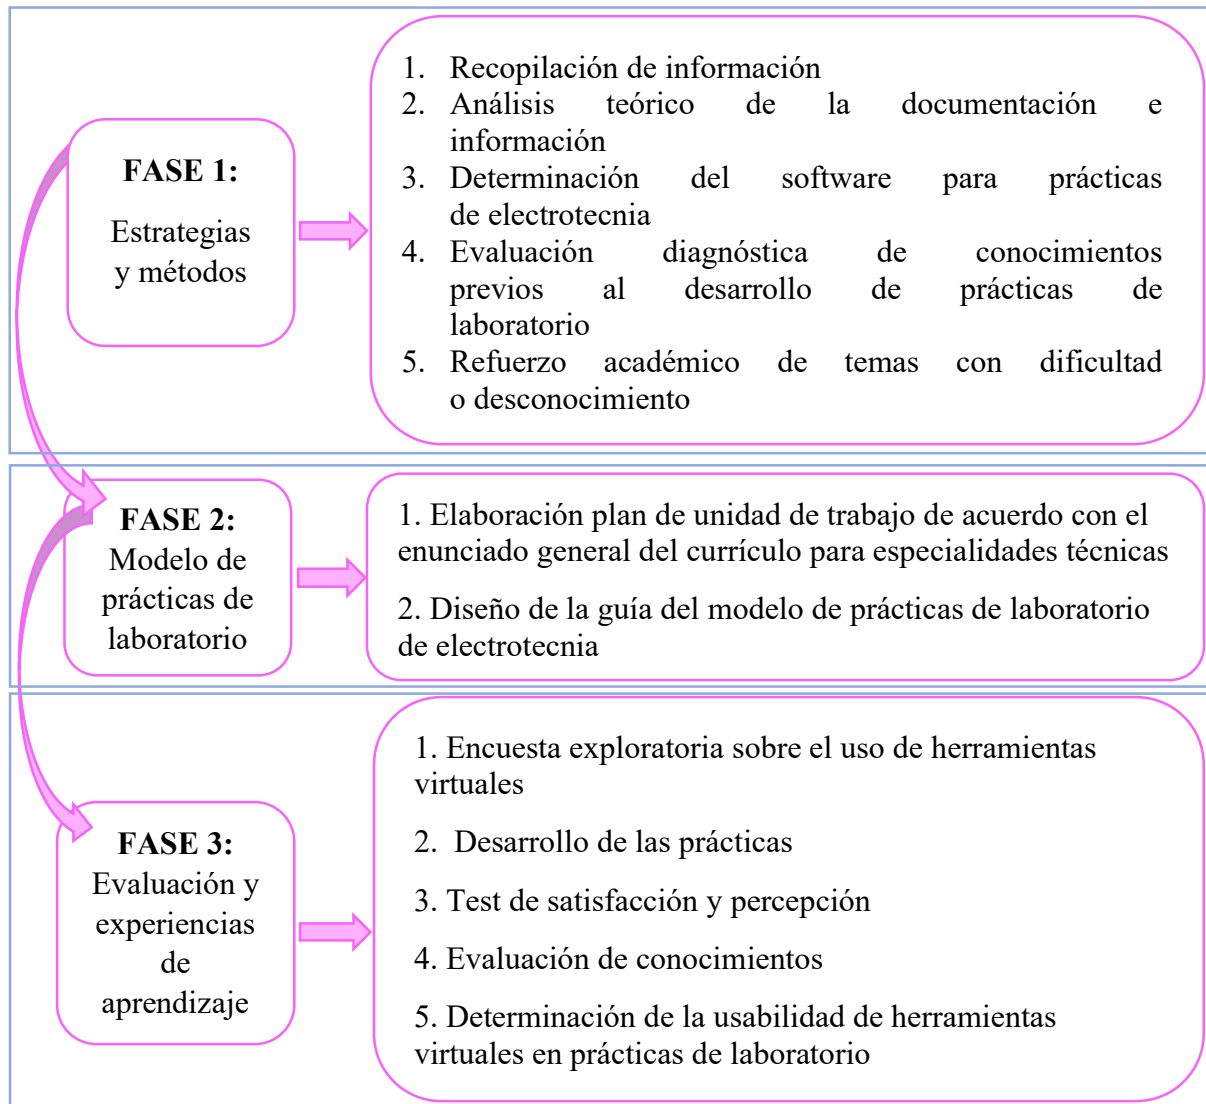 FASE 1:
Estrategias
y métodos
1. Recopilación de información
2. Análisis teórico de la documentación e
información
3. Determinación del software para prácticas
de electrotecnia
4. Evaluación diagnóstica de conocimientos
previos al desarrollo de prácticas de
laboratorio
5. Refuerzo académico de temas con dificultad
o desconocimiento
FASE 2:
Modelo de
prácticas de
laboratorio
1. Elaboración plan de unidad de trabajo de acuerdo con el
enunciado general del currículo para especialidades técnicas
2. Diseño de la guía del modelo de prácticas de laboratorio
de electrotecnia
FASE 3:
Evaluación y
experiencias
de
aprendizaje
1. Encuesta exploratoria sobre el uso de herramientas
virtuales
2. Desarrollo de las prácticas
3. Test de satisfacción y percepción
4. Evaluación de conocimientos
5. Determinación de la usabilidad de herramientas
virtuales en prácticas de laboratorio